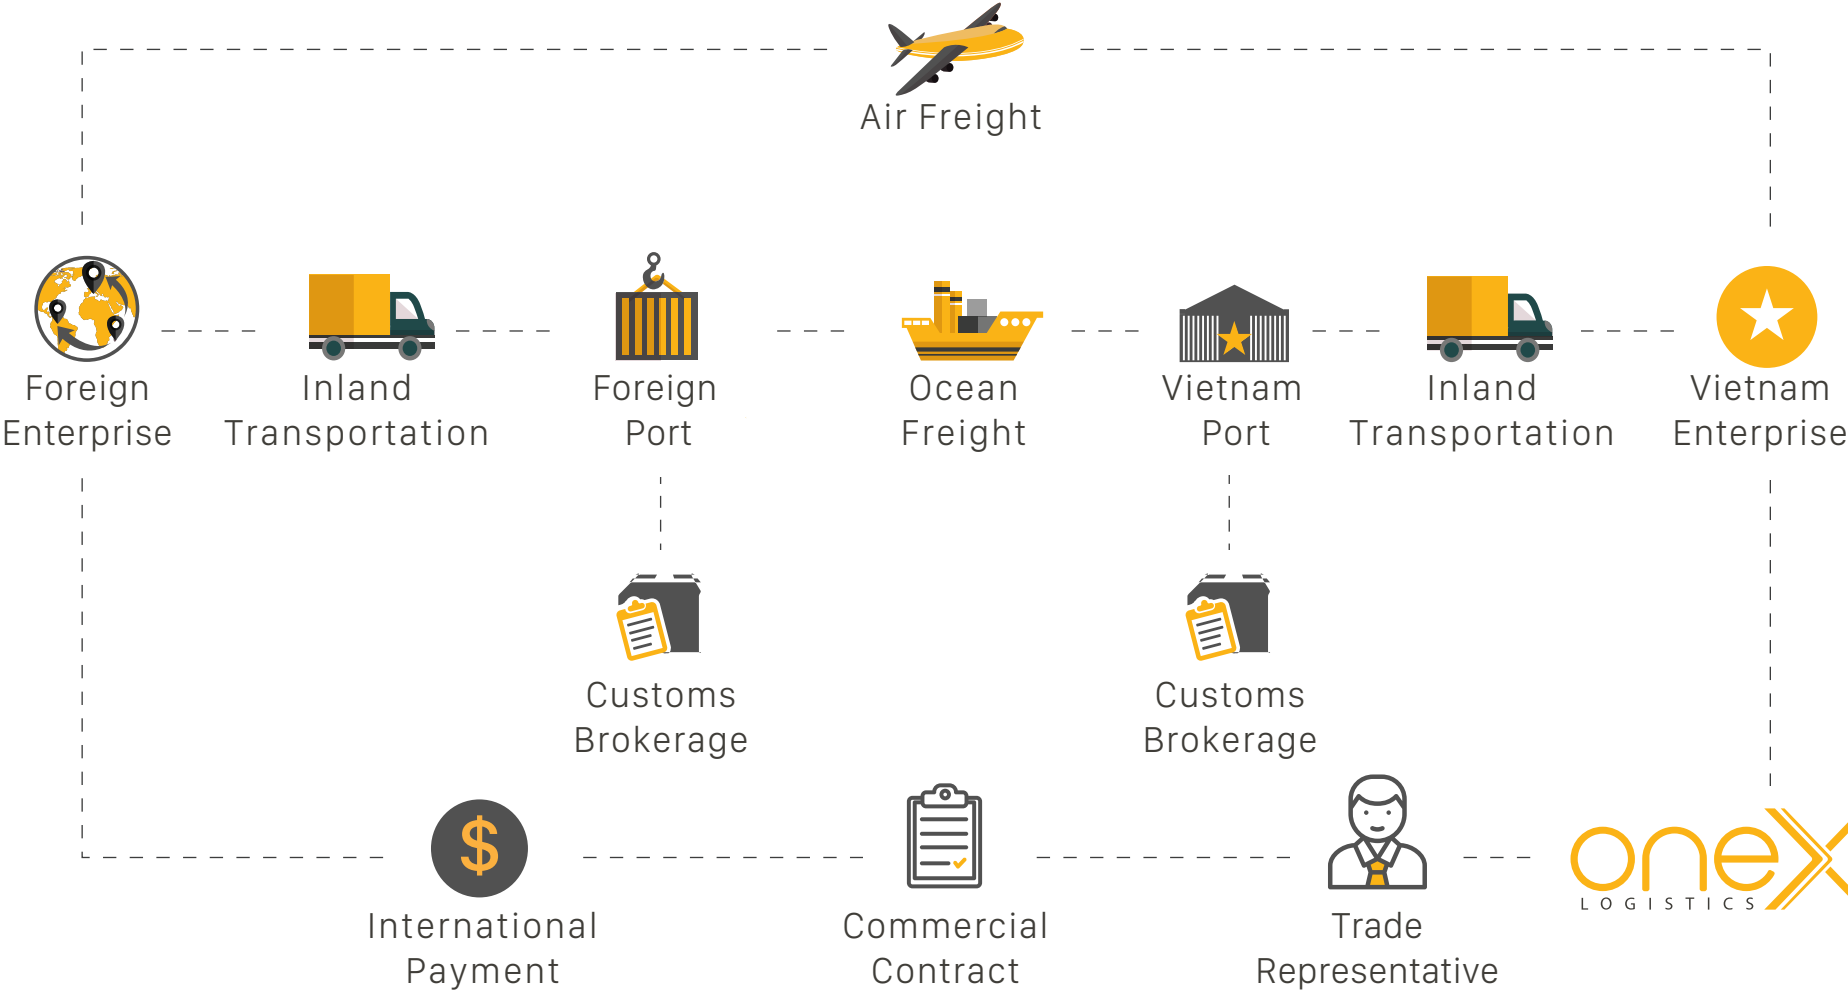 Air Freight
Foreign
Enterprise
Inland
Transportation
Foreign
Port
Ocean
Freight
Vietnam
Port
Inland
Transportation
Vietnam
Enterprise
Customs
Brokerage
Customs
Brokerage
$
International
Payment
Commercial
Contract
Trade
Representative
onex
LOGISTICS